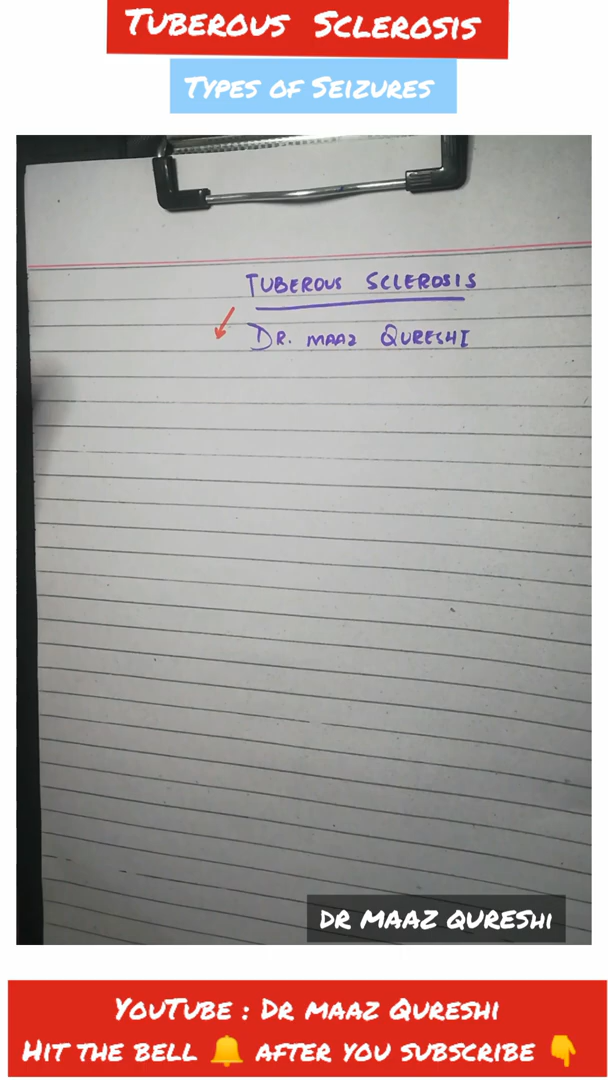 TUBEROUS SCLEROSIS
TYPES OF SEIZURES
TUBEROUS SCLEROSIS
DR. MAAZ QURESHI
DR MAAZ QURESHI
YOUTUBE : DR MAAZ QURESHI
HIT THE BELL 🔔 AFTER YOU SUBSCRIBE 👇